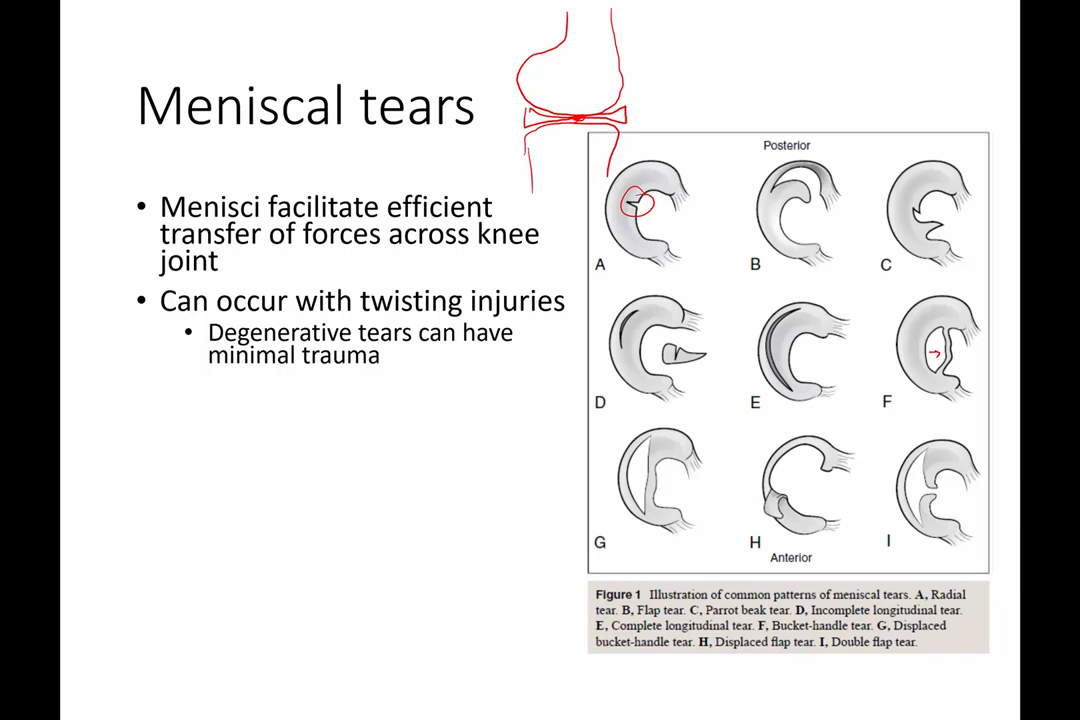 Meniscal tears
• Menisci facilitate efficient
transfer of forces across knee
joint
• Can occur with twisting injuries
• Degenerative tears can have
minimal trauma
Posterior
A
B
C
D
E
F
G
H
I
Anterior
Figure 1 Illustration of common patterns of meniscal tears. A, Radial
tear. B, Flap tear. C, Parrot beak tear. D, Incomplete longitudinal tear.
E, Complete longitudinal tear. F, Bucket-handle tear. G, Displaced
bucket-handle tear. H, Displaced flap tear. I, Double flap tear.